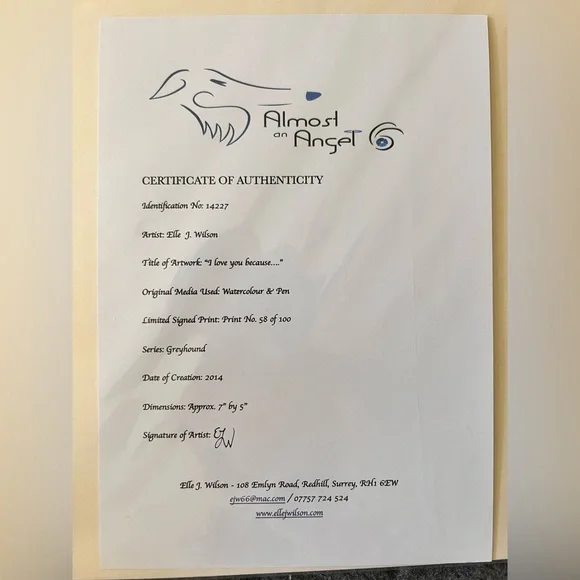 Almost
an
Angel
CERTIFICATE OF AUTHENTICITY
Identification No: 14227
Artist: Elle J. Wilson
Title of Artwork: "I love you because...."
Original Media Used: Watercolour & Pen
Limited Signed Print: Print No. 58 of 100
Series: Greyhound
Date of Creation: 2014
Dimensions: Approx. 7" by 5"
Signature of Artist: EJW
Elle J. Wilson - 108 Emlyn Road, Redhill, Surrey, RH1 6EW
ejw66@mac.com / 07757 724 524
www.ellejwilson.com